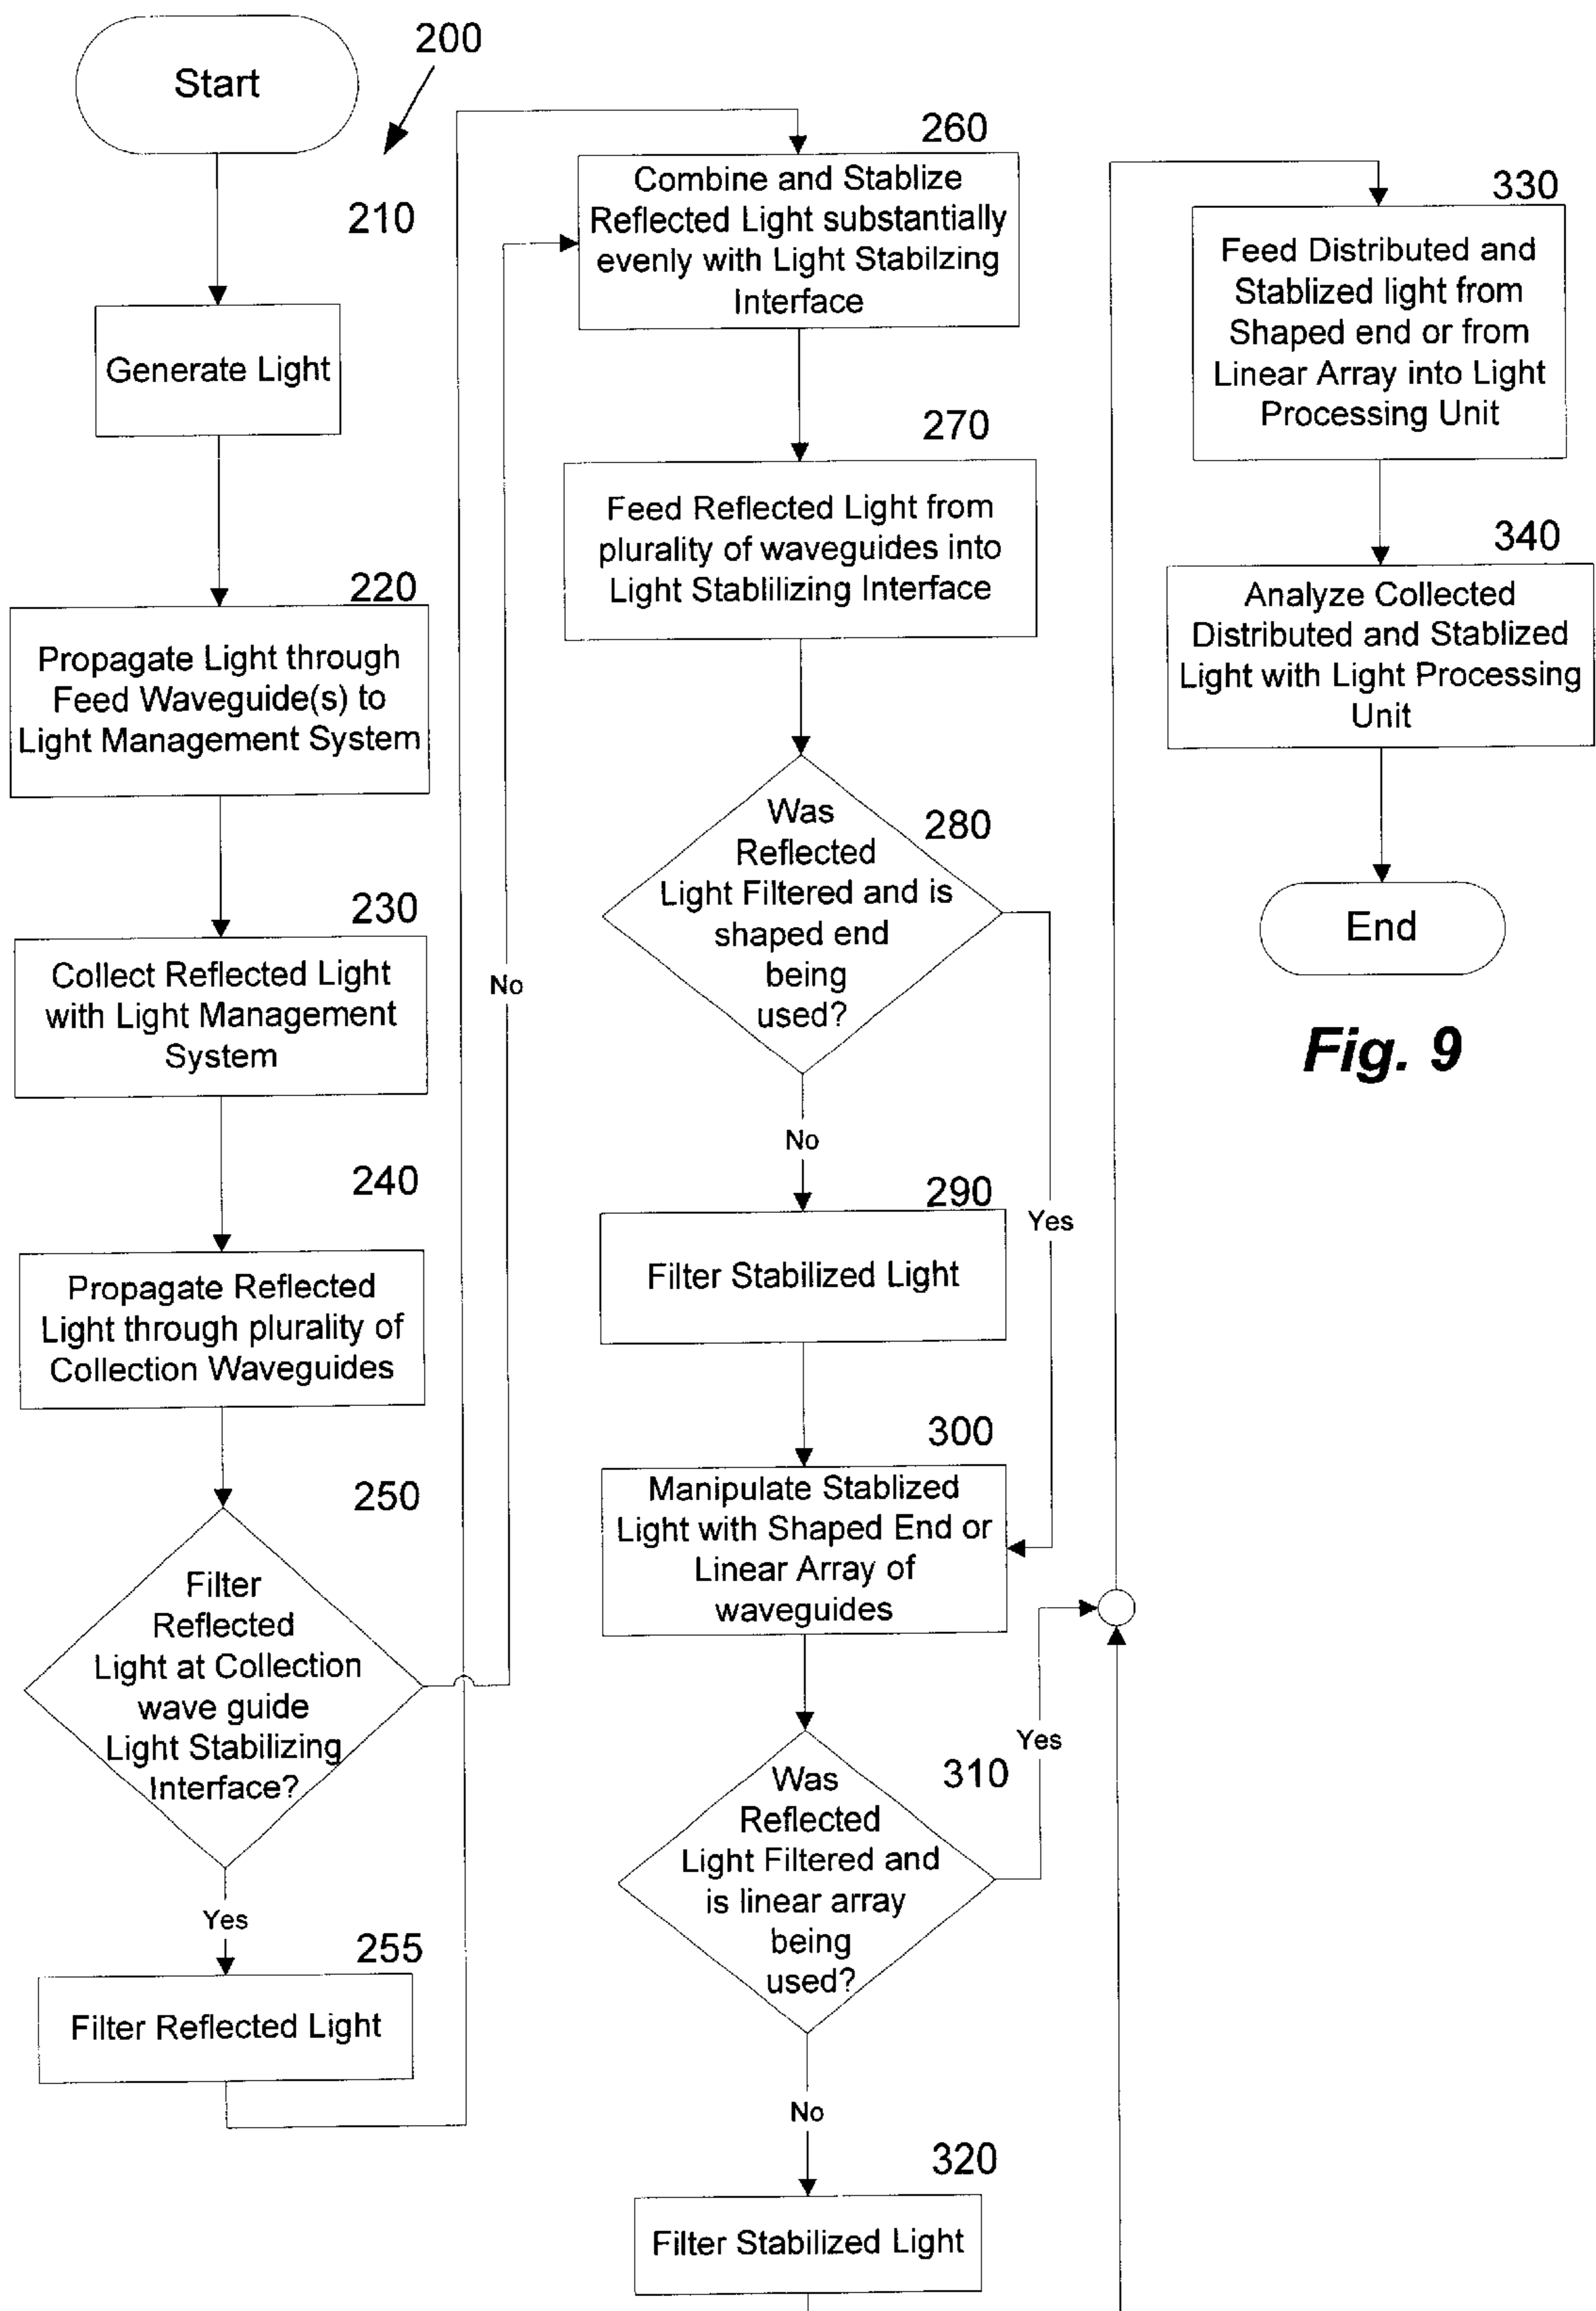 Start
200
210
Generate Light
220
Propagate Light through
Feed Waveguide(s) to
Light Management System
230
Collect Reflected Light
with Light Management
System
240
Propagate Reflected
Light through plurality of
Collection Waveguides
250
Filter
Reflected
Light at Collection
wave guide
Light Stabilizing
Interface?
Yes
255
Filter Reflected Light
No
260
Combine and Stablize
Reflected Light substantially
evenly with Light Stabilzing
Interface
270
Feed Reflected Light from
plurality of waveguides into
Light Stablilizing Interface
280
Was
Reflected
Light Filtered and is
shaped end
being
used?
No
Yes
290
Filter Stabilized Light
300
Manipulate Stablized
Light with Shaped End or
Linear Array of
waveguides
310
Was
Reflected
Light Filtered and
is linear array
being
used?
Yes
No
320
Filter Stabilized Light
330
Feed Distributed and
Stablized light from
Shaped end or from
Linear Array into Light
Processing Unit
340
Analyze Collected
Distributed and Stablized
Light with Light Processing
Unit
End
Fig. 9